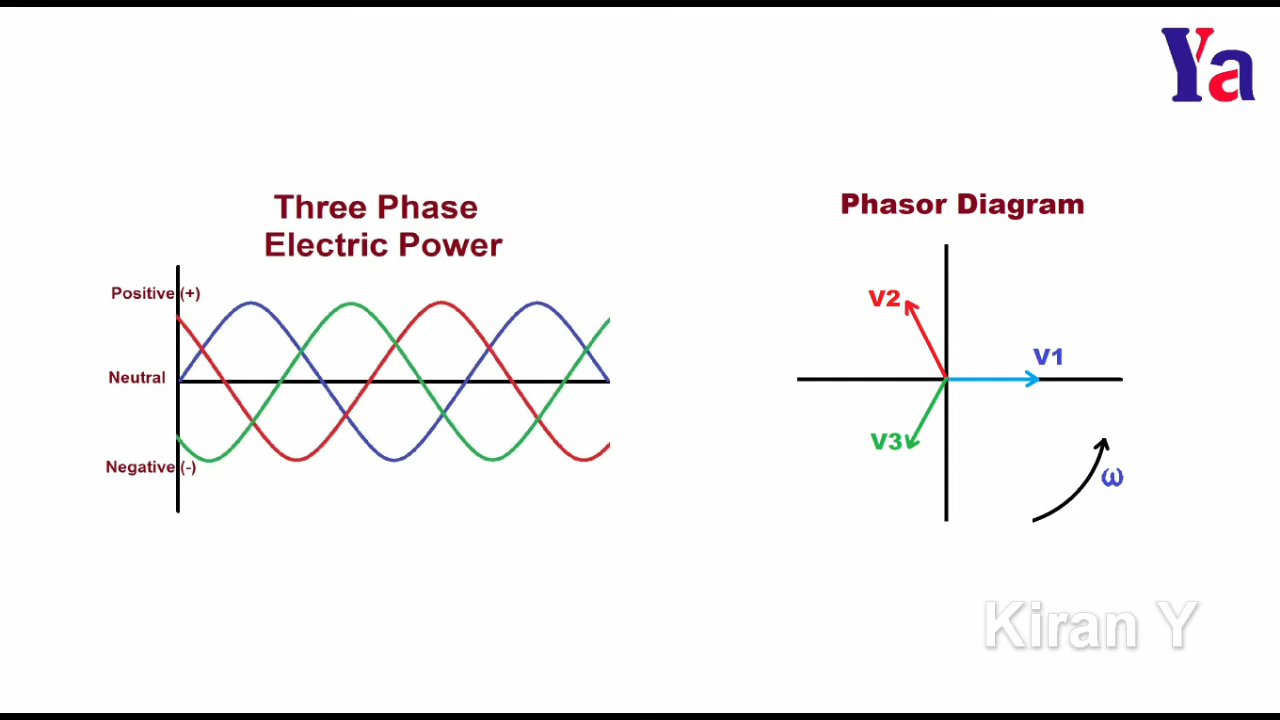 Ya
Three Phase
Electric Power
Positive (+)
Neutral
Negative (-)
Phasor Diagram
V2
V1
V3
ω
Kiran Y